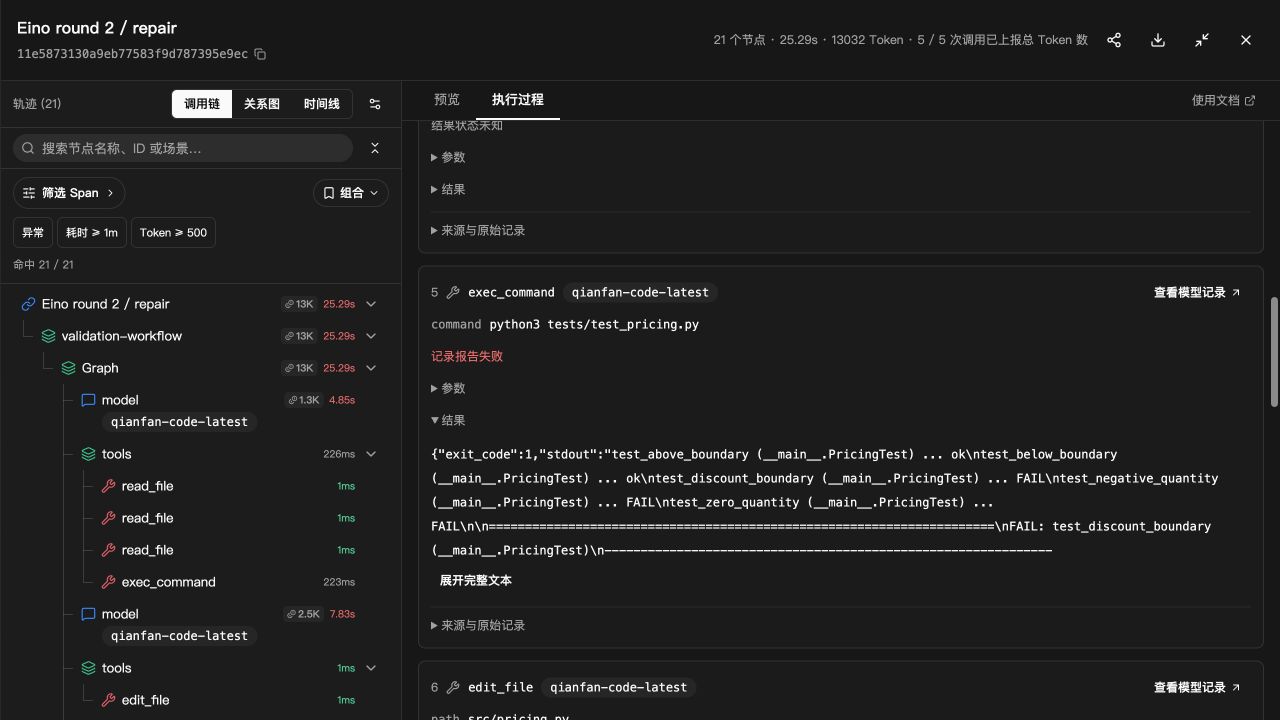 Eino round 2 / repair
11e5873130a9eb77583f9d787395e9ec
21 个节点 · 25.29s · 13032 Token · 5 / 5 次调用已上报总 Token 数
轨迹 (21)
调用链
关系图
时间线
搜索节点名称、ID 或场景…
筛选 Span
组合
异常
耗时 ≥ 1m
Token ≥ 500
命中 21 / 21
Eino round 2 / repair 13K 25.29s
validation-workflow 13K 25.29s
Graph 13K 25.29s
model 1.3K 4.85s
qianfan-code-latest
tools 226ms
read_file 1ms
read_file 1ms
read_file 1ms
exec_command 223ms
model 2.5K 7.83s
qianfan-code-latest
tools 1ms
edit_file 1ms
预览
执行过程
使用文档
结果状态未知
参数
结果
来源与原始记录
5 exec_command qianfan-code-latest 查看模型记录
command python3 tests/test_pricing.py
记录报告失败
参数
结果
{"exit_code":1,"stdout":"test_above_boundary (__main__.PricingTest) ... ok\ntest_below_boundary
(__main__.PricingTest) ... ok\ntest_discount_boundary (__main__.PricingTest) ... FAIL\ntest_negative_quantity
(__main__.PricingTest) ... FAIL\ntest_zero_quantity (__main__.PricingTest) ...
FAIL\n\n======================================================================\nFAIL: test_discount_boundary
(__main__.PricingTest)\n--------------------------------------------------------------
展开完整文本
来源与原始记录
6 edit_file qianfan-code-latest 查看模型记录
path src/pricing.py